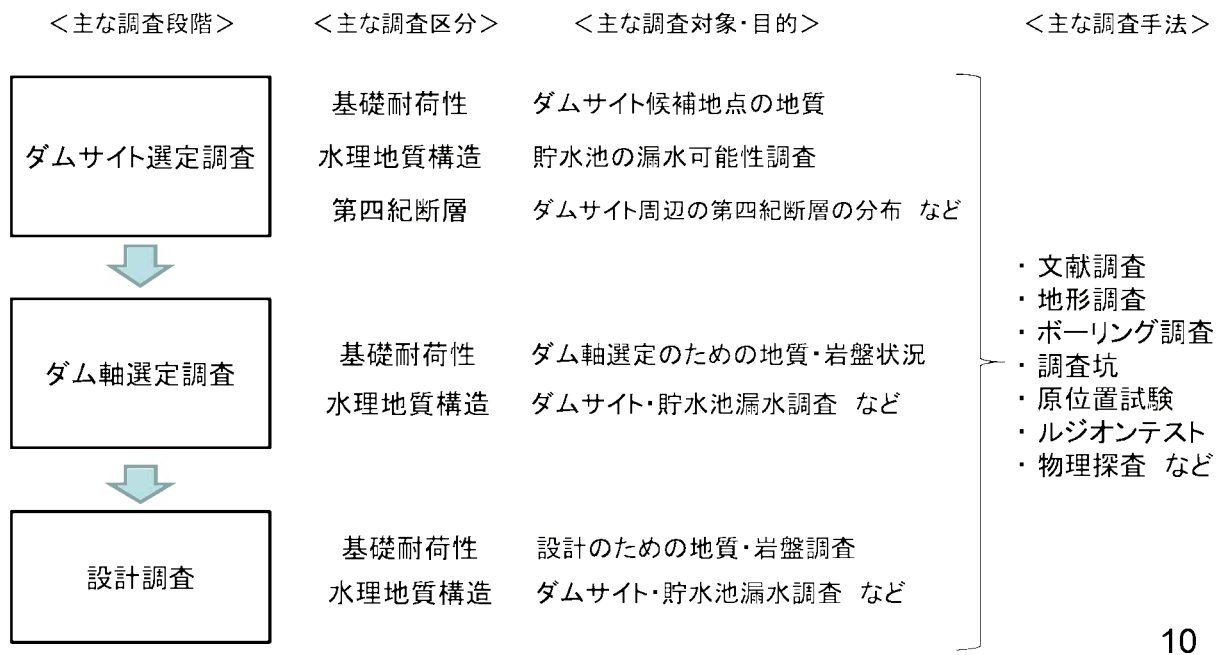 ＜主な調査段階＞ ＜主な調査区分＞ ＜主な調査対象・目的＞ ＜主な調査手法＞
ダムサイト選定調査
基礎耐荷性 ダムサイト候補地点の地質
水理地質構造 貯水池の漏水可能性調査
第四紀断層 ダムサイト周辺の第四紀断層の分布 など
ダム軸選定調査
基礎耐荷性 ダム軸選定のための地質・岩盤状況
水理地質構造 ダムサイト・貯水池漏水調査 など
設計調査
基礎耐荷性 設計のための地質・岩盤調査
水理地質構造 ダムサイト・貯水池漏水調査 など
・文献調査
・地形調査
・ボーリング調査
・調査坑
・原位置試験
・ルジオンテスト
・物理探査 など
10